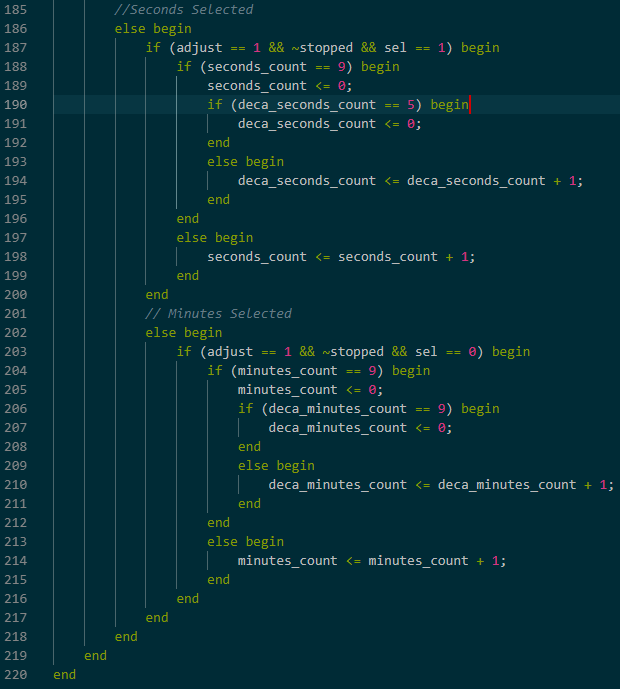 185 //Seconds Selected
186 else begin
187 if (adjust == 1 && ~stopped && sel == 1) begin
188 if (seconds_count == 9) begin
189 seconds_count <= 0;
190 if (deca_seconds_count == 5) begin
191 deca_seconds_count <= 0;
192 end
193 else begin
194 deca_seconds_count <= deca_seconds_count + 1;
195 end
196 end
197 else begin
198 seconds_count <= seconds_count + 1;
199 end
200 end
201 // Minutes Selected
202 else begin
203 if (adjust == 1 && ~stopped && sel == 0) begin
204 if (minutes_count == 9) begin
205 minutes_count <= 0;
206 if (deca_minutes_count == 9) begin
207 deca_minutes_count <= 0;
208 end
209 else begin
210 deca_minutes_count <= deca_minutes_count + 1;
211 end
212 end
213 else begin
214 minutes_count <= minutes_count + 1;
215 end
216 end
217 end
218 end
219 end
220 end